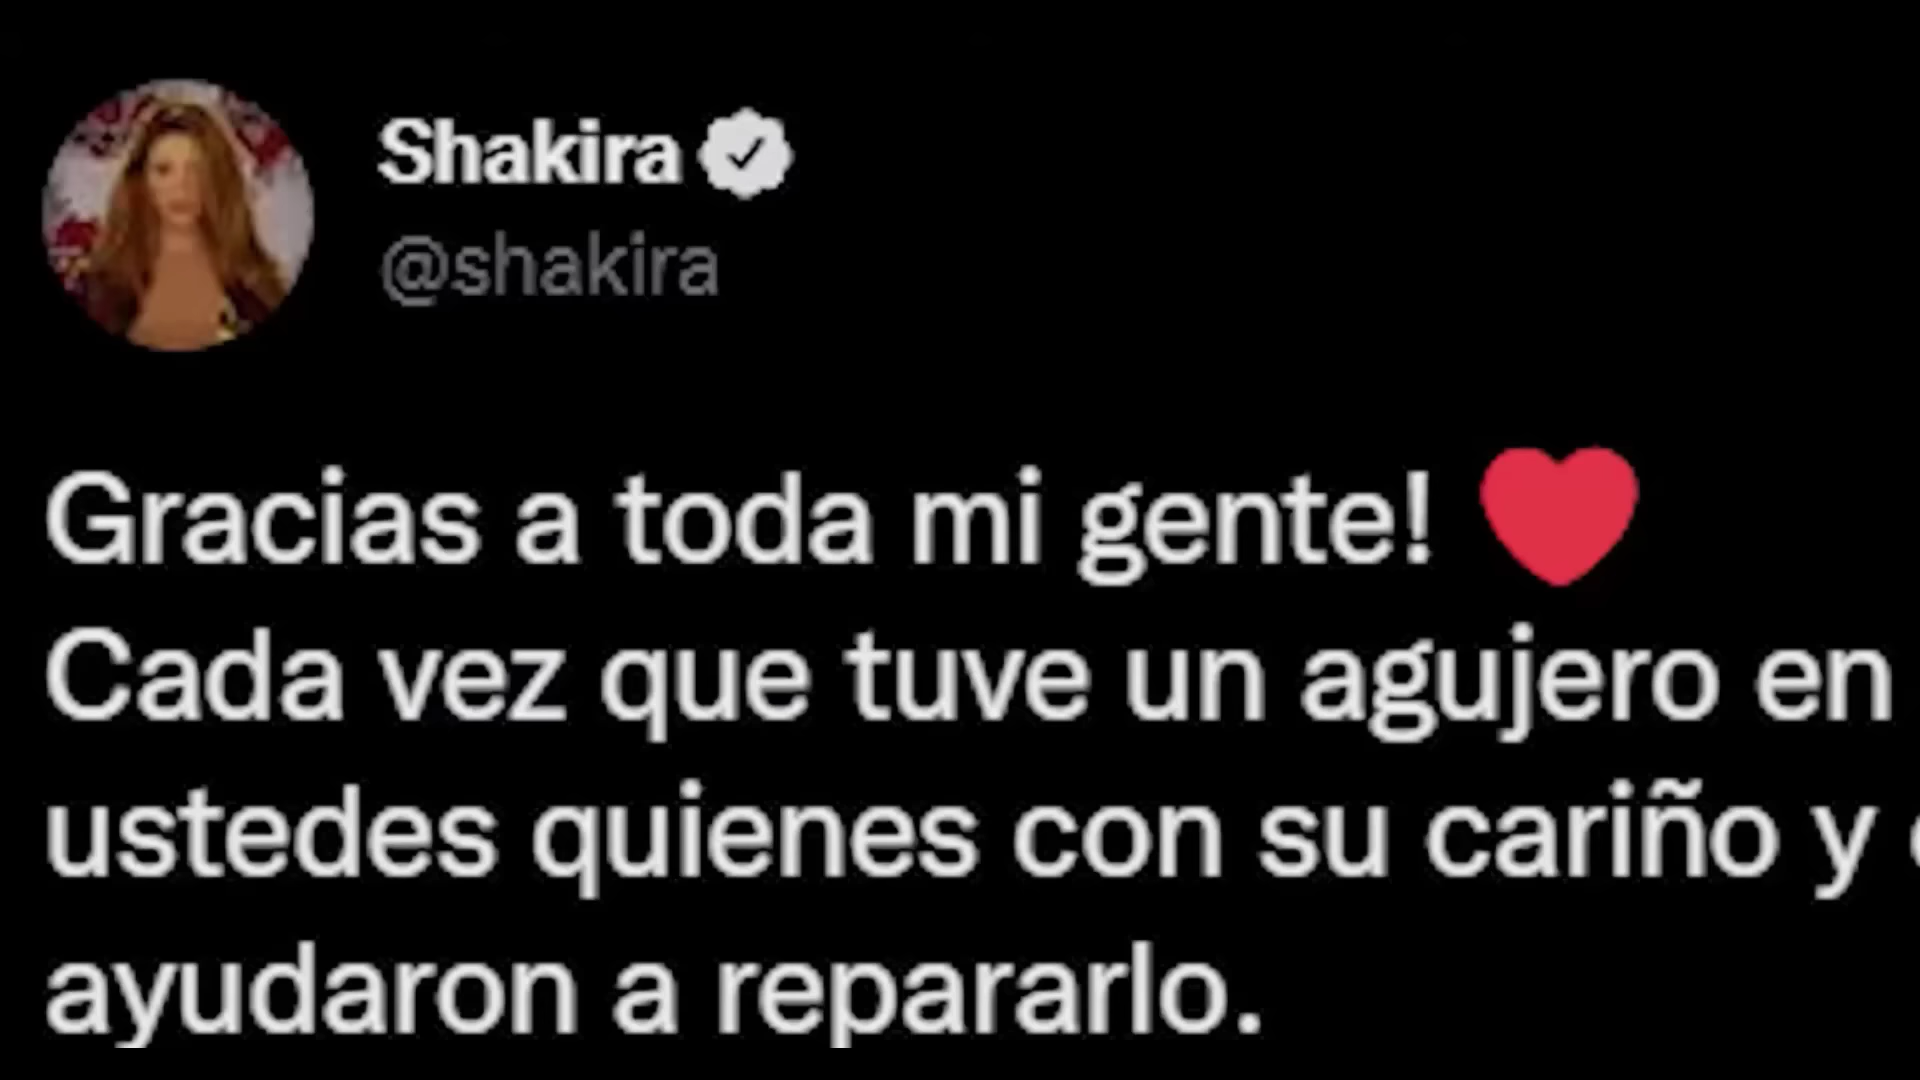 Shakira
@shakira
Gracias a toda mi gente! ❤
Cada vez que tuve un agujero en
ustedes quienes con su cariño y
ayudaron a repararlo.